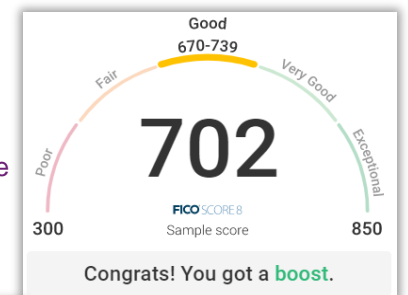 Good
670-739
Fair
Very Good
Poor
702
Exceptional
e
FICO SCORE 8
300
Sample score
850
Congrats! You got a boost.